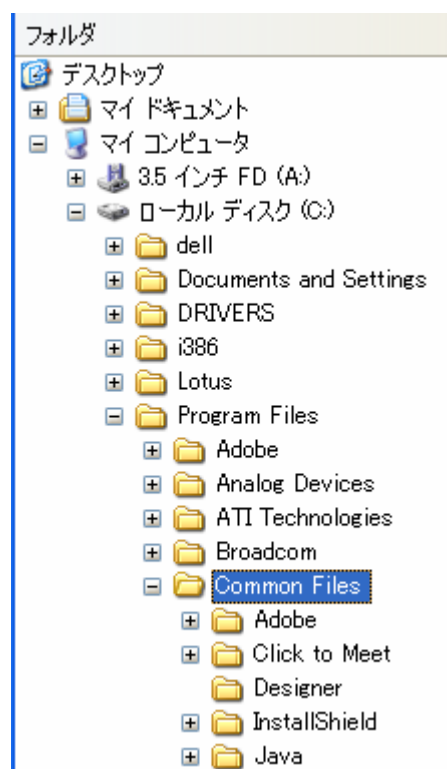 フォルダ
デスクトップ
マイ ドキュメント
マイ コンピュータ
3.5 インチ FD (A:)
ローカル ディスク (C:)
dell
Documents and Settings
DRIVERS
i386
Lotus
Program Files
Adobe
Analog Devices
ATI Technologies
Broadcom
Common Files
Adobe
Click to Meet
Designer
InstallShield
Java